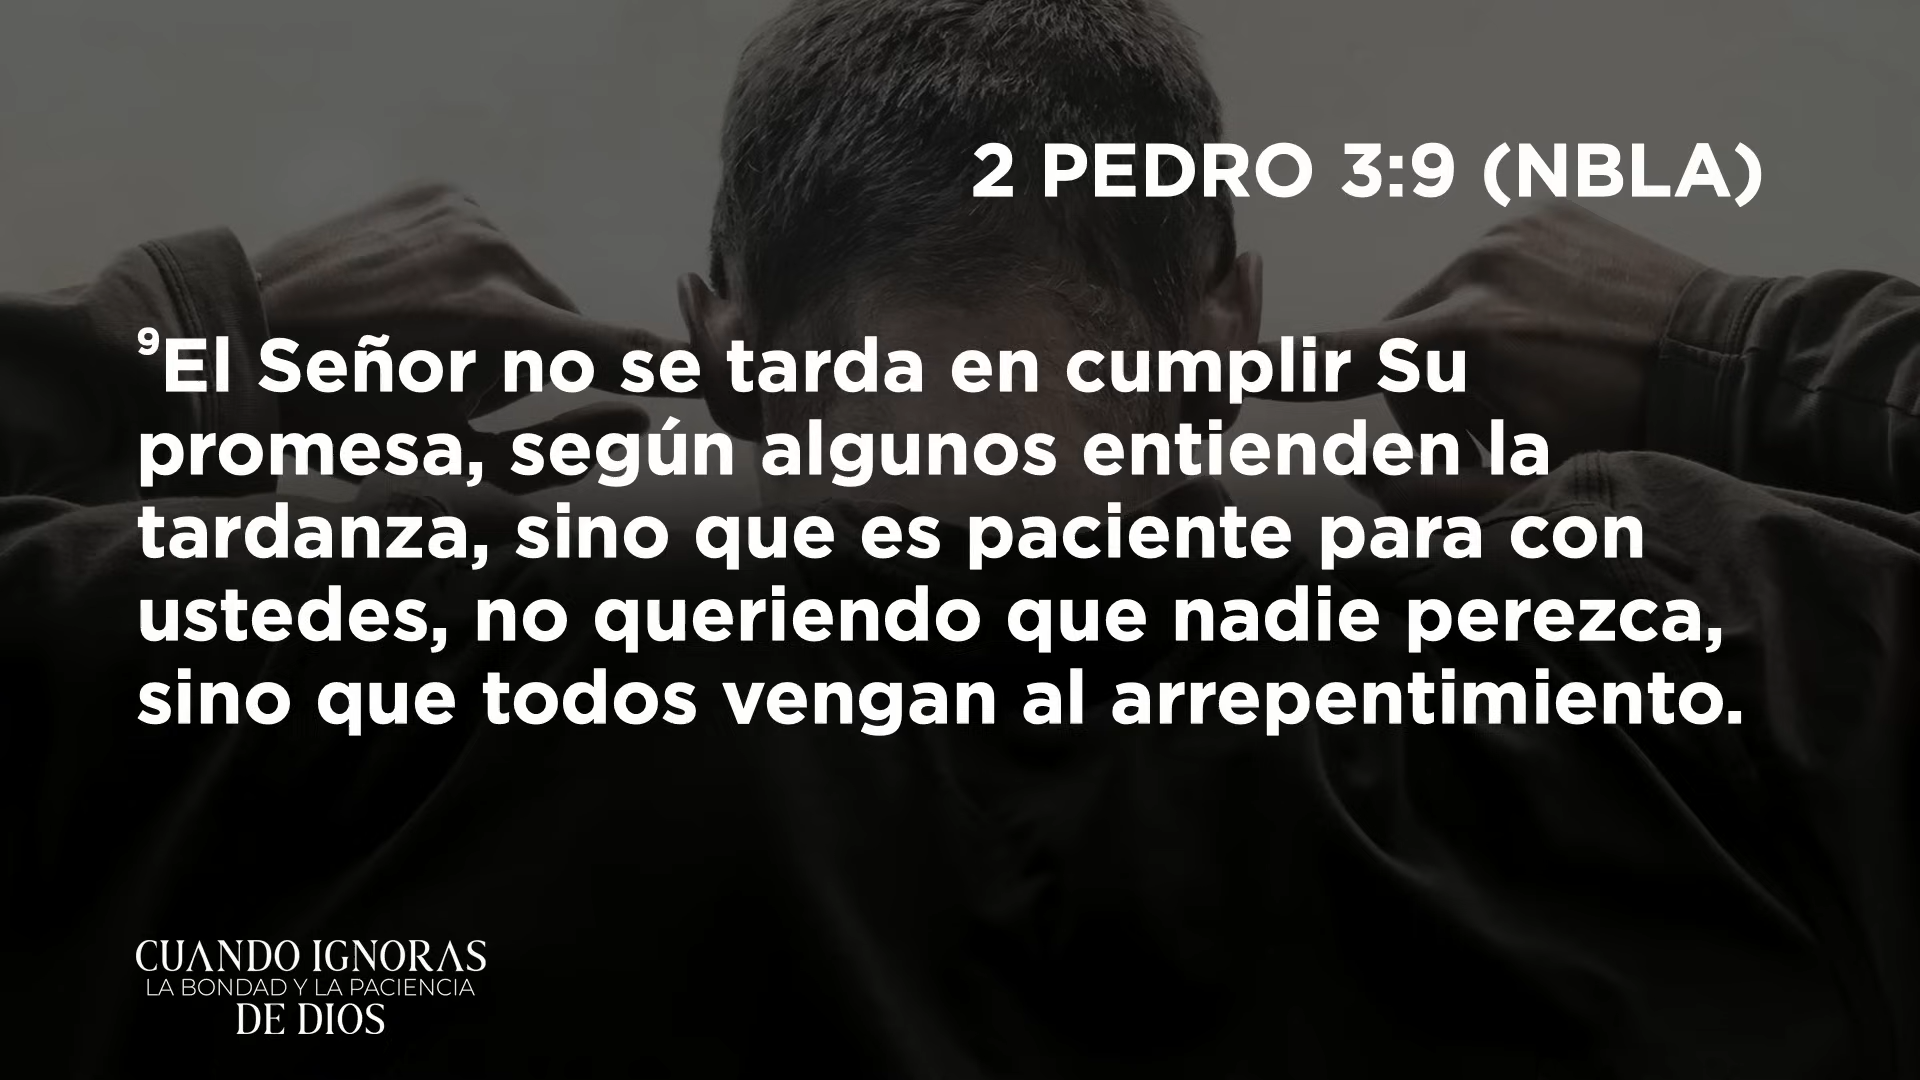 2 PEDRO 3:9 (NBLA)
⁹El Señor no se tarda en cumplir Su
promesa, según algunos entienden la
tardanza, sino que es paciente para con
ustedes, no queriendo que nadie perezca,
sino que todos vengan al arrepentimiento.
CUANDO IGNORAS
LA BONDAD Y LA PACIENCIA
DE DIOS